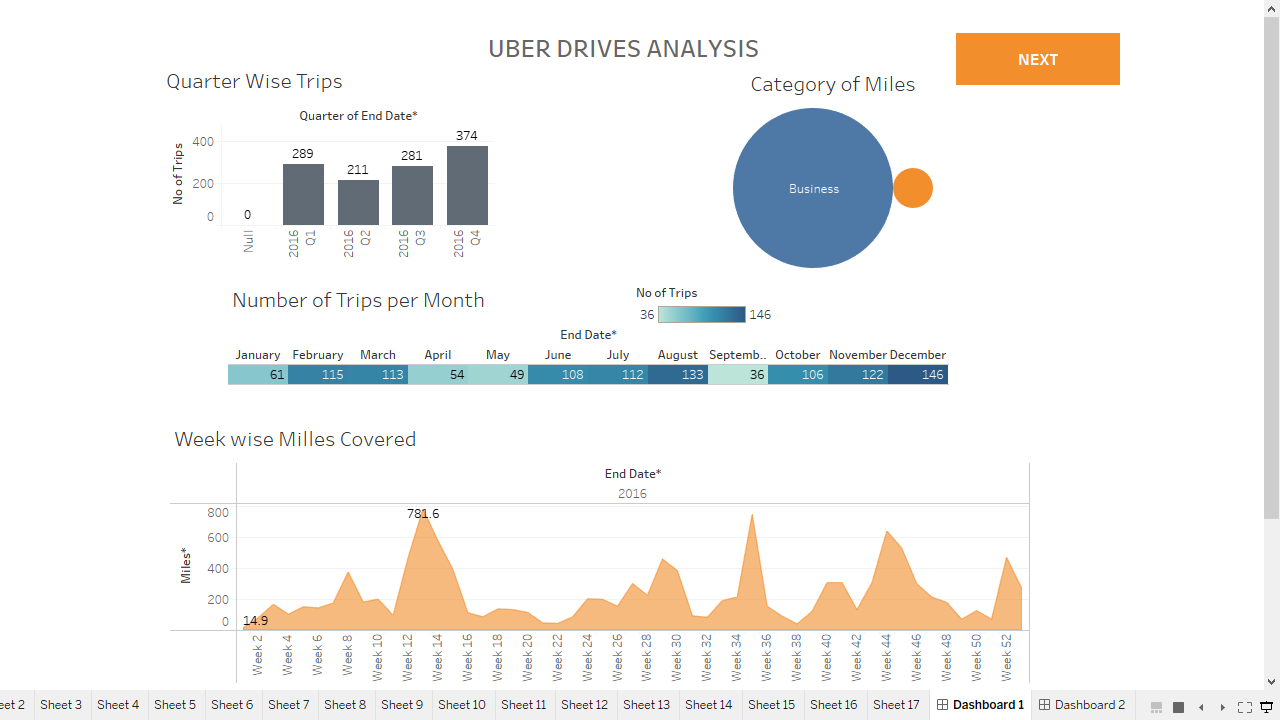 UBER DRIVES ANALYSIS
NEXT
Quarter Wise Trips
Category of Miles
Quarter of End Date*
No of Trips
400
200
0
0
289
211
281
374
Null
2016 Q1
2016 Q2
2016 Q3
2016 Q4
Business
Number of Trips per Month
No of Trips
36 146
End Date*
January February March April May June July August Septemb.. October November December
61 115 113 54 49 108 112 133 36 106 122 146
Week wise Milles Covered
End Date*
2016
Miles*
800
600
400
200
0
781.6
14.9
Week 2 Week 4 Week 6 Week 8 Week 10 Week 12 Week 14 Week 16 Week 18 Week 20 Week 22 Week 24 Week 26 Week 28 Week 30 Week 32 Week 34 Week 36 Week 38 Week 40 Week 42 Week 44 Week 46 Week 48 Week 50 Week 52
eet 2 Sheet 3 Sheet 4 Sheet 5 Sheet 6 Sheet 7 Sheet 8 Sheet 9 Sheet 10 Sheet 11 Sheet 12 Sheet 13 Sheet 14 Sheet 15 Sheet 16 Sheet 17 Dashboard 1 Dashboard 2